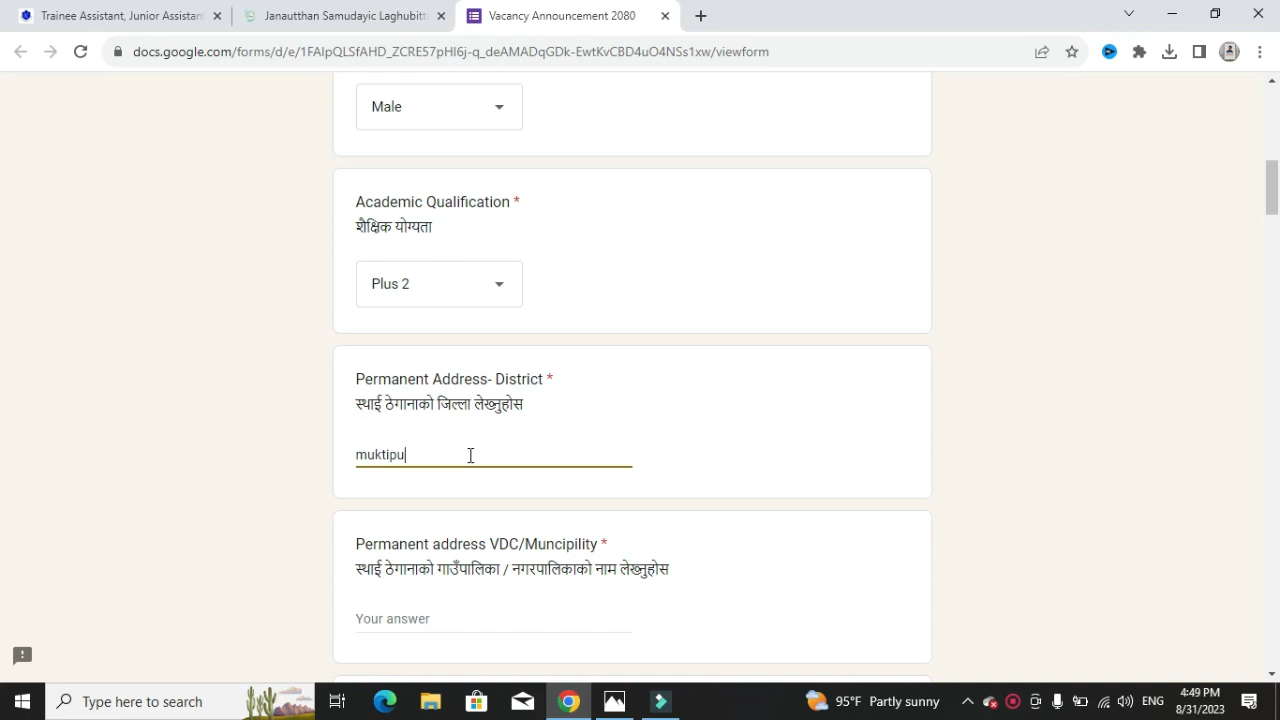 Trainee Assistant, Junior Assistan
Janautthan Samudayic Laghubitt
Vacancy Announcement 2080
docs.google.com/forms/d/e/1FAIpQLSfAHD_ZCRE57pHI6j-q_deAMADqGDk-EwtKvCBD4uO4NSs1xw/viewform
Male
Academic Qualification *
शैक्षिक योग्यता
Plus 2
Permanent Address- District *
स्थाई ठेगानाको जिल्ला लेख्नुहोस
muktipu
Permanent address VDC/Muncipility *
स्थाई ठेगानाको गाउँपालिका / नगरपालिकाको नाम लेख्नुहोस
Your answer
Type here to search
95°F Partly sunny
ENG
4:49 PM
8/31/2023